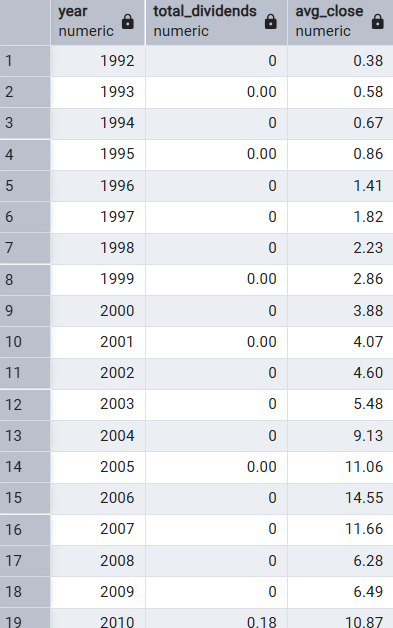 year total_dividends avg_close
numeric numeric numeric
1 1992 0 0.38
2 1993 0.00 0.58
3 1994 0 0.67
4 1995 0.00 0.86
5 1996 0 1.41
6 1997 0 1.82
7 1998 0 2.23
8 1999 0.00 2.86
9 2000 0 3.88
10 2001 0.00 4.07
11 2002 0 4.60
12 2003 0 5.48
13 2004 0 9.13
14 2005 0.00 11.06
15 2006 0 14.55
16 2007 0 11.66
17 2008 0 6.28
18 2009 0 6.49
19 2010 0.18 10.87